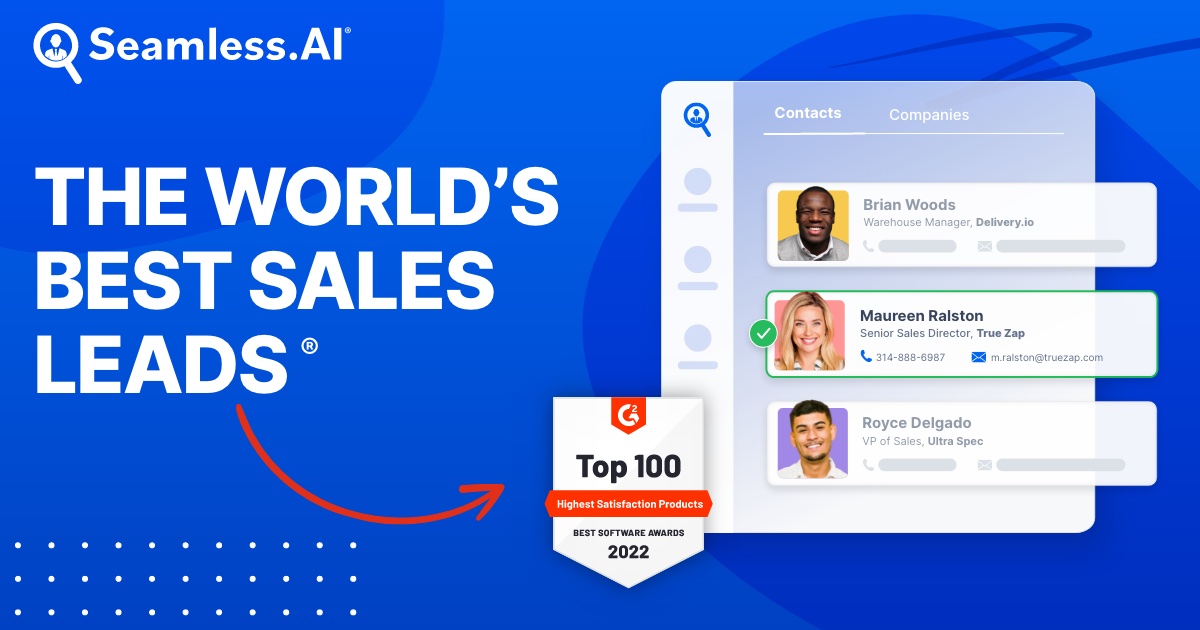 Seamless.AI®
THE WORLD'S
BEST SALES
LEADS ®
Contacts
Companies
Brian Woods
Warehouse Manager, Delivery.io
Maureen Ralston
Senior Sales Director, True Zap
314-888-6987
m.ralston@truezap.com
Royce Delgado
VP of Sales, Ultra Spec
G2
Top 100
Highest Satisfaction Products
BEST SOFTWARE AWARDS
2022